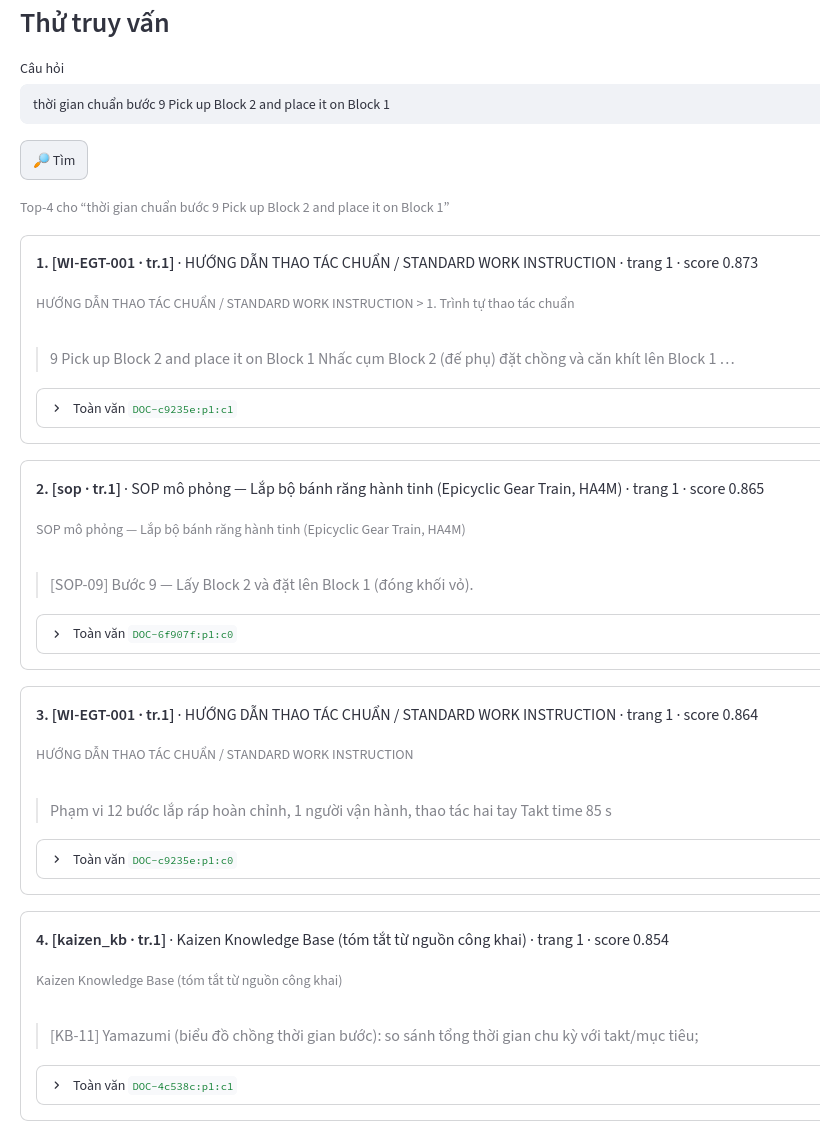 Thử truy vấn
Câu hỏi
thời gian chuẩn bước 9 Pick up Block 2 and place it on Block 1
🔎 Tìm
Top-4 cho “thời gian chuẩn bước 9 Pick up Block 2 and place it on Block 1”
1. [WI-EGT-001 · tr.1] · HƯỚNG DẪN THAO TÁC CHUẨN / STANDARD WORK INSTRUCTION · trang 1 · score 0.873
HƯỚNG DẪN THAO TÁC CHUẨN / STANDARD WORK INSTRUCTION > 1. Trình tự thao tác chuẩn
9 Pick up Block 2 and place it on Block 1 Nhấc cụm Block 2 (đế phụ) đặt chồng và căn khít lên Block 1 …
Toàn văn DOC-c9235e:p1:c1
2. [sop · tr.1] · SOP mô phỏng — Lắp bộ bánh răng hành tinh (Epicyclic Gear Train, HA4M) · trang 1 · score 0.865
SOP mô phỏng — Lắp bộ bánh răng hành tinh (Epicyclic Gear Train, HA4M)
[SOP-09] Bước 9 — Lấy Block 2 và đặt lên Block 1 (đóng khối vỏ).
Toàn văn DOC-6f907f:p1:c0
3. [WI-EGT-001 · tr.1] · HƯỚNG DẪN THAO TÁC CHUẨN / STANDARD WORK INSTRUCTION · trang 1 · score 0.864
HƯỚNG DẪN THAO TÁC CHUẨN / STANDARD WORK INSTRUCTION
Phạm vi 12 bước lắp ráp hoàn chỉnh, 1 người vận hành, thao tác hai tay Takt time 85 s
Toàn văn DOC-c9235e:p1:c0
4. [kaizen_kb · tr.1] · Kaizen Knowledge Base (tóm tắt từ nguồn công khai) · trang 1 · score 0.854
Kaizen Knowledge Base (tóm tắt từ nguồn công khai)
[KB-11] Yamazumi (biểu đồ chồng thời gian bước): so sánh tổng thời gian chu kỳ với takt/mục tiêu;
Toàn văn DOC-4c538c:p1:c1